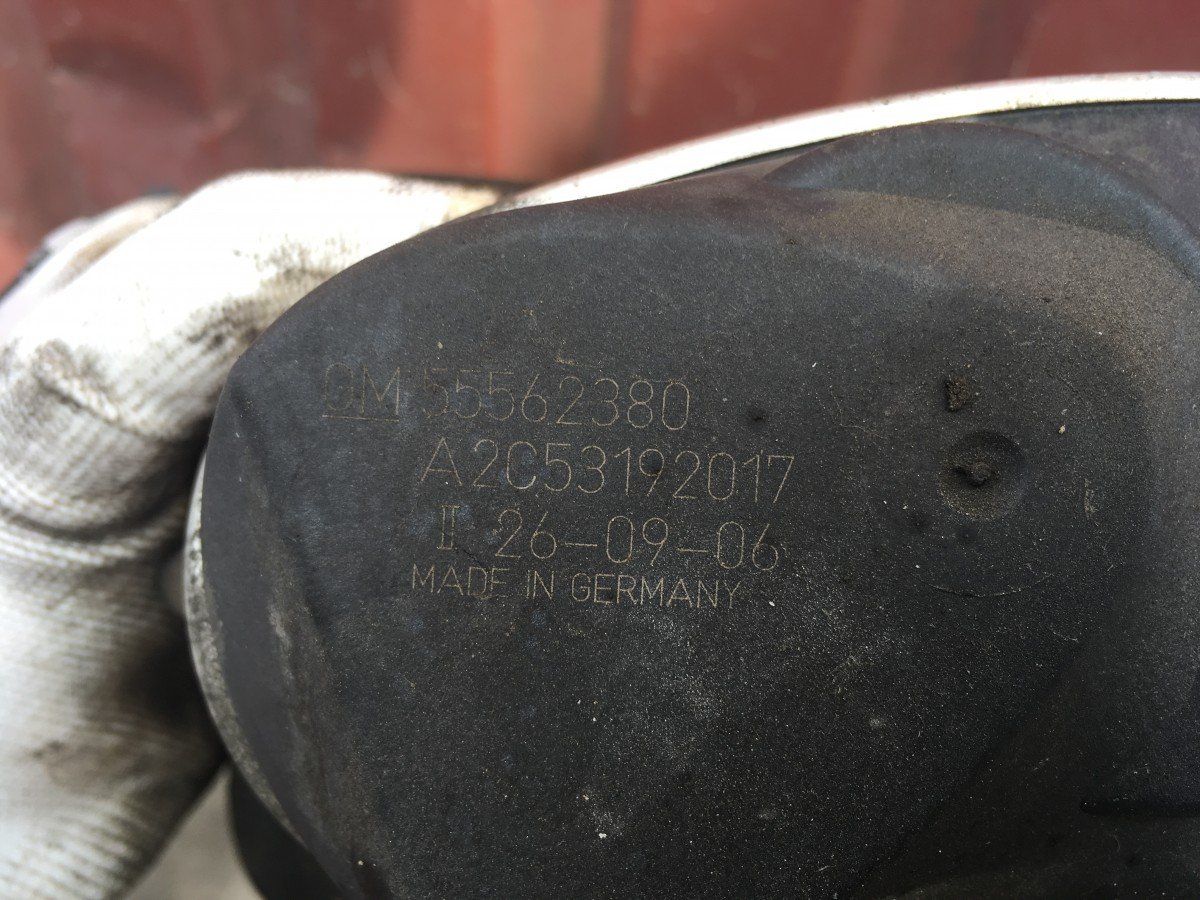 GM 55562380
A2C53192017
II 26-09-06
MADE IN GERMANY